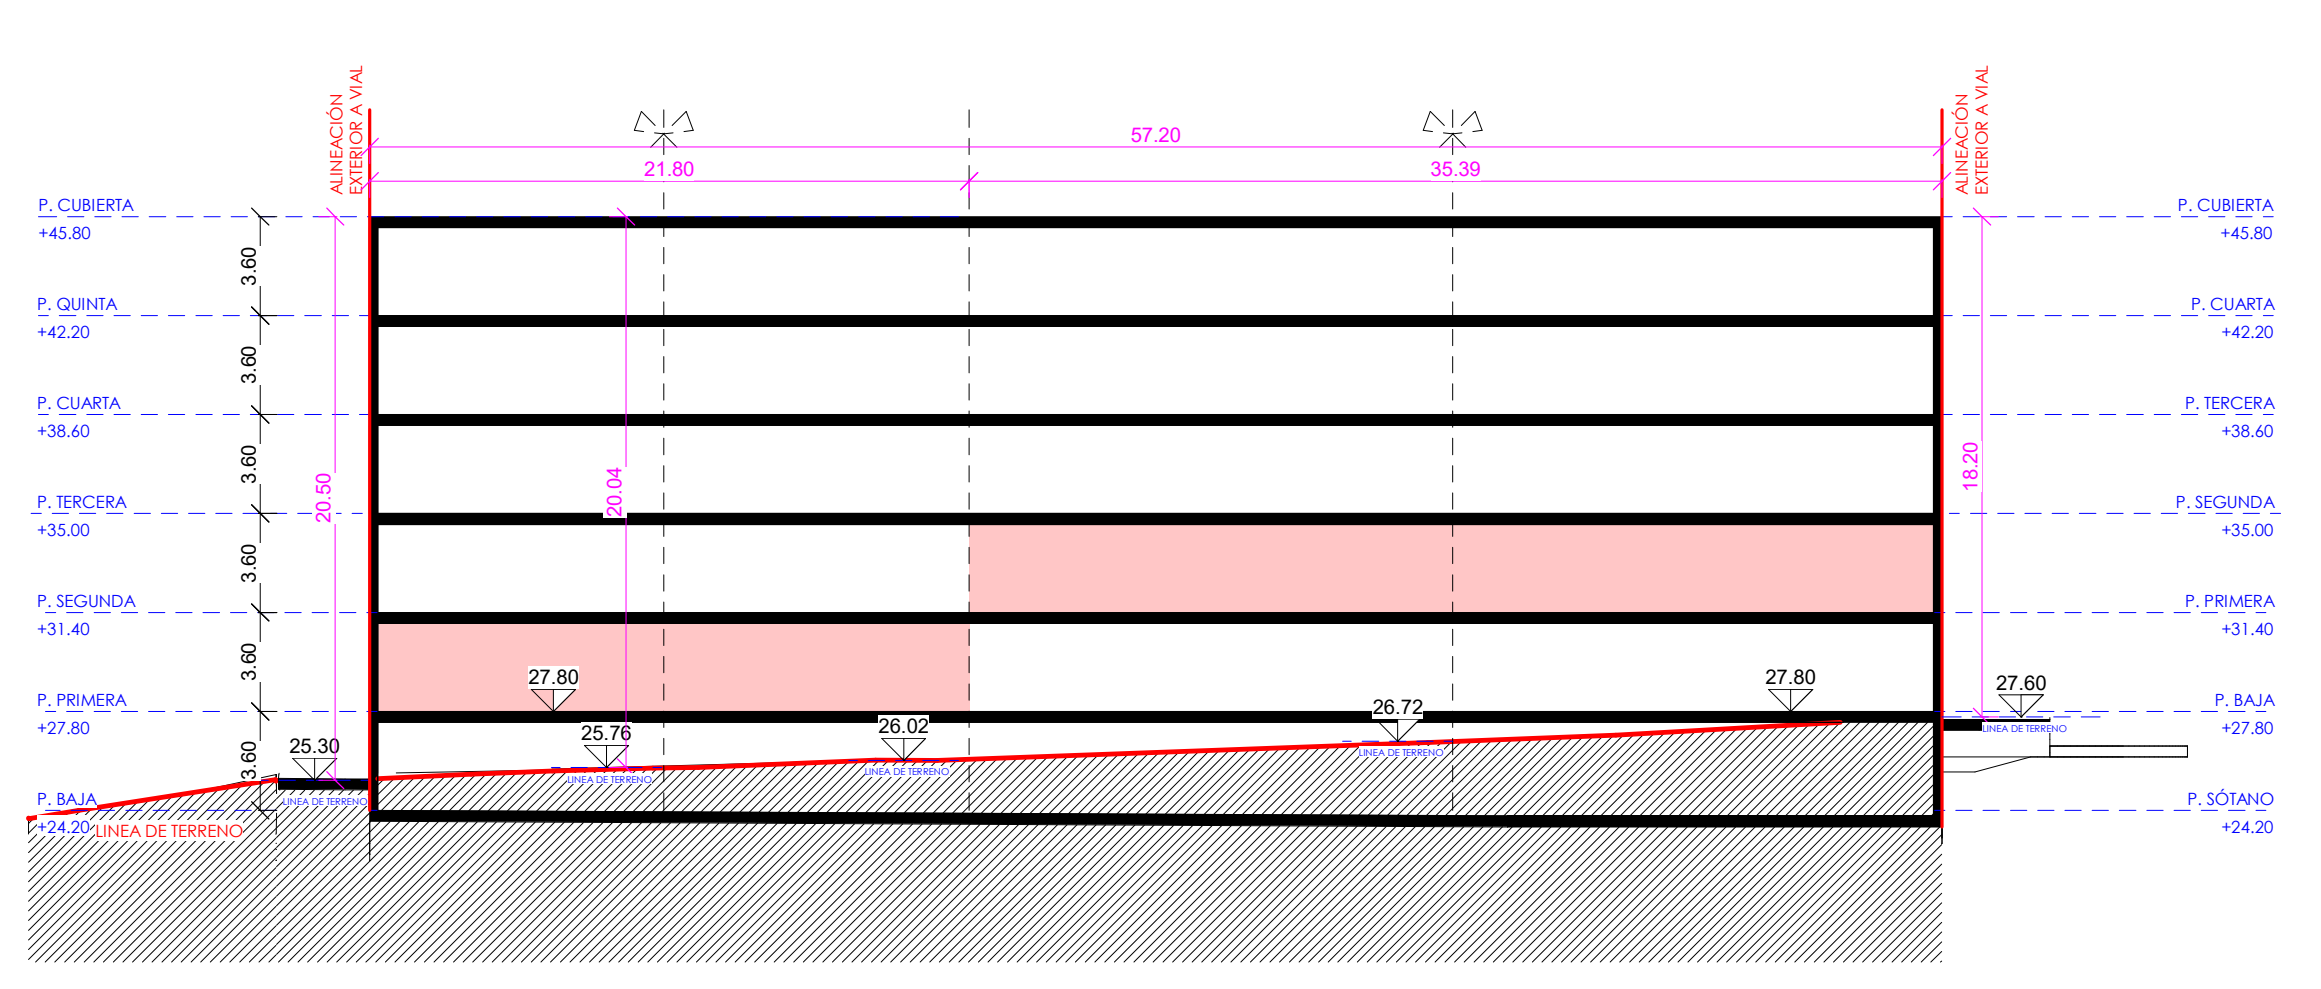 ALINEACIÓN
EXTERIOR A VIAL
ALINEACIÓN
EXTERIOR A VIAL
57.20
21.80
35.39
P. CUBIERTA
+45.80
P. CUBIERTA
+45.80
3.60
P. QUINTA
+42.20
P. CUARTA
+42.20
3.60
P. CUARTA
+38.60
P. TERCERA
+38.60
3.60
20.50
20.04
18.20
P. TERCERA
+35.00
P. SEGUNDA
+35.00
3.60
P. SEGUNDA
+31.40
P. PRIMERA
+31.40
3.60
27.80
27.80
27.60
P. PRIMERA
+27.80
P. BAJA
+27.80
26.72
26.02
25.76
25.30
LINEA DE TERRENO
LINEA DE TERRENO
LINEA DE TERRENO
LINEA DE TERRENO
LINEA DE TERRENO
3.60
P. BAJA
+24.20
LINEA DE TERRENO
P. SÓTANO
+24.20